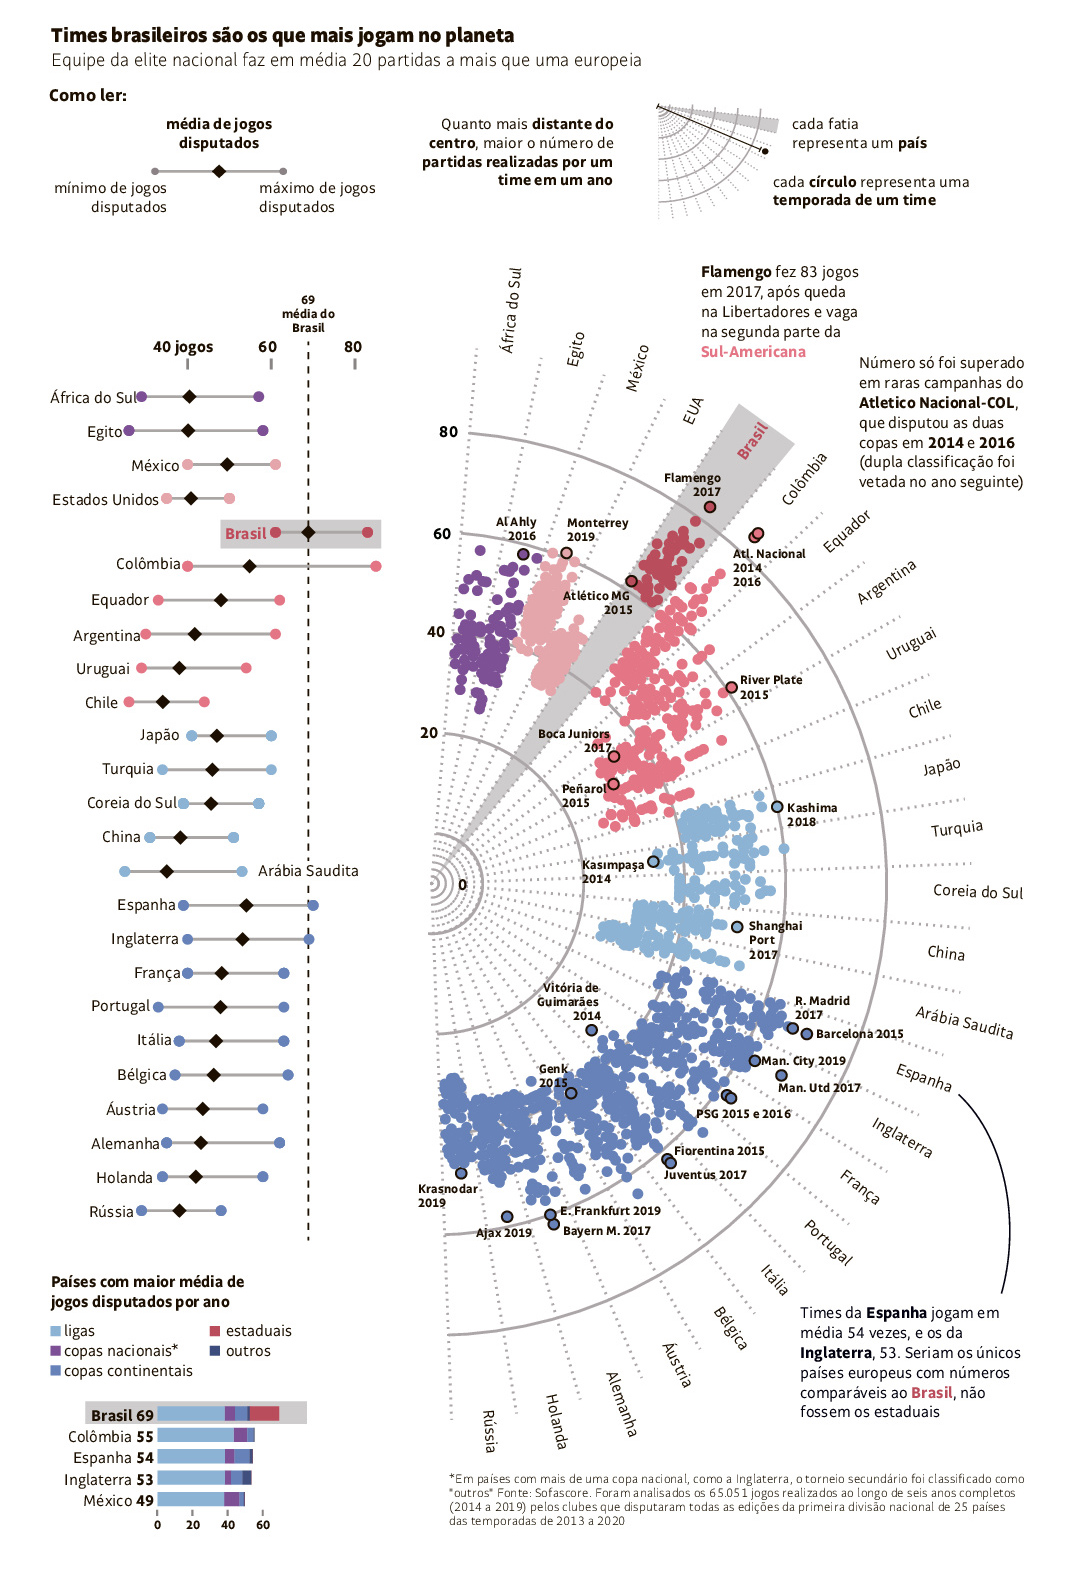 Times brasileiros são os que mais jogam no planeta
Equipe da elite nacional faz em média 20 partidas a mais que uma europeia
Como ler:
média de jogos
disputados
mínimo de jogos
disputados
máximo de jogos
disputados
Quanto mais distante do
centro, maior o número de
partidas realizadas por um
time em um ano
cada fatia
representa um país
cada círculo representa uma
temporada de um time
69
média do
Brasil
40 jogos
60
80
África do Sul
Egito
México
Estados Unidos
Brasil
Colômbia
Equador
Argentina
Uruguai
Chile
Japão
Turquia
Coreia do Sul
China
Arábia Saudita
Espanha
Inglaterra
França
Portugal
Itália
Bélgica
Áustria
Alemanha
Holanda
Rússia
Flamengo fez 83 jogos
em 2017, após queda
na Libertadores e vaga
na segunda parte da
Sul-Americana
Número só foi superado
em raras campanhas do
Atletico Nacional-COL,
que disputou as duas
copas em 2014 e 2016
(dupla classificação foi
vetada no ano seguinte)
África do Sul
Egito
México
EUA
Brasil
Colômbia
Equador
Argentina
Uruguai
Chile
Japão
Turquia
Coreia do Sul
China
Arábia Saudita
Espanha
Inglaterra
França
Portugal
Itália
Bélgica
Áustria
Alemanha
Holanda
Rússia
80
60
40
20
0
Flamengo
2017
Al Ahly
2016
Monterrey
2019
Atlético MG
2015
Atl. Nacional
2014
2016
River Plate
2015
Boca Juniors
2017
Peñarol
2015
Kashima
2018
Kasımpaşa
2014
Shanghai
Port
2017
Vitória de
Guimarães
2014
R. Madrid
2017
Barcelona 2015
Man. City 2019
Man. Utd 2017
Genk
2015
PSG 2015 e 2016
Fiorentina 2015
Juventus 2017
Krasnodar
2019
Ajax 2019
E. Frankfurt 2019
Bayern M. 2017
Times da Espanha jogam em
média 54 vezes, e os da
Inglaterra, 53. Seriam os únicos
países europeus com números
comparáveis ao Brasil, não
fossem os estaduais
Países com maior média de
jogos disputados por ano
ligas
estaduais
copas nacionais*
outros
copas continentais
Brasil 69
Colômbia 55
Espanha 54
Inglaterra 53
México 49
0
20
40
60
*Em países com mais de uma copa nacional, como a Inglaterra, o torneio secundário foi classificado como
"outros" Fonte: Sofascore. Foram analisados os 65.051 jogos realizados ao longo de seis anos completos
(2014 a 2019) pelos clubes que disputaram todas as edições da primeira divisão nacional de 25 países
das temporadas de 2013 a 2020